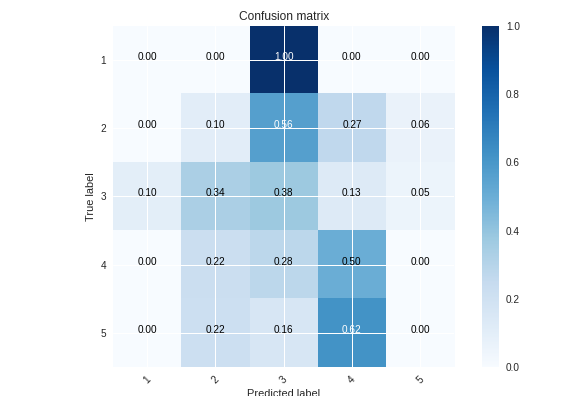 Confusion matrix
1.0
1 0.00 0.00 1.00 0.00 0.00
0.8
2 0.00 0.10 0.56 0.27 0.06
0.6
3 0.10 0.34 0.38 0.13 0.05
0.4
4 0.00 0.22 0.28 0.50 0.00
0.2
5 0.00 0.22 0.16 0.62 0.00
0.0
True label
1 2 3 4 5
Predicted label